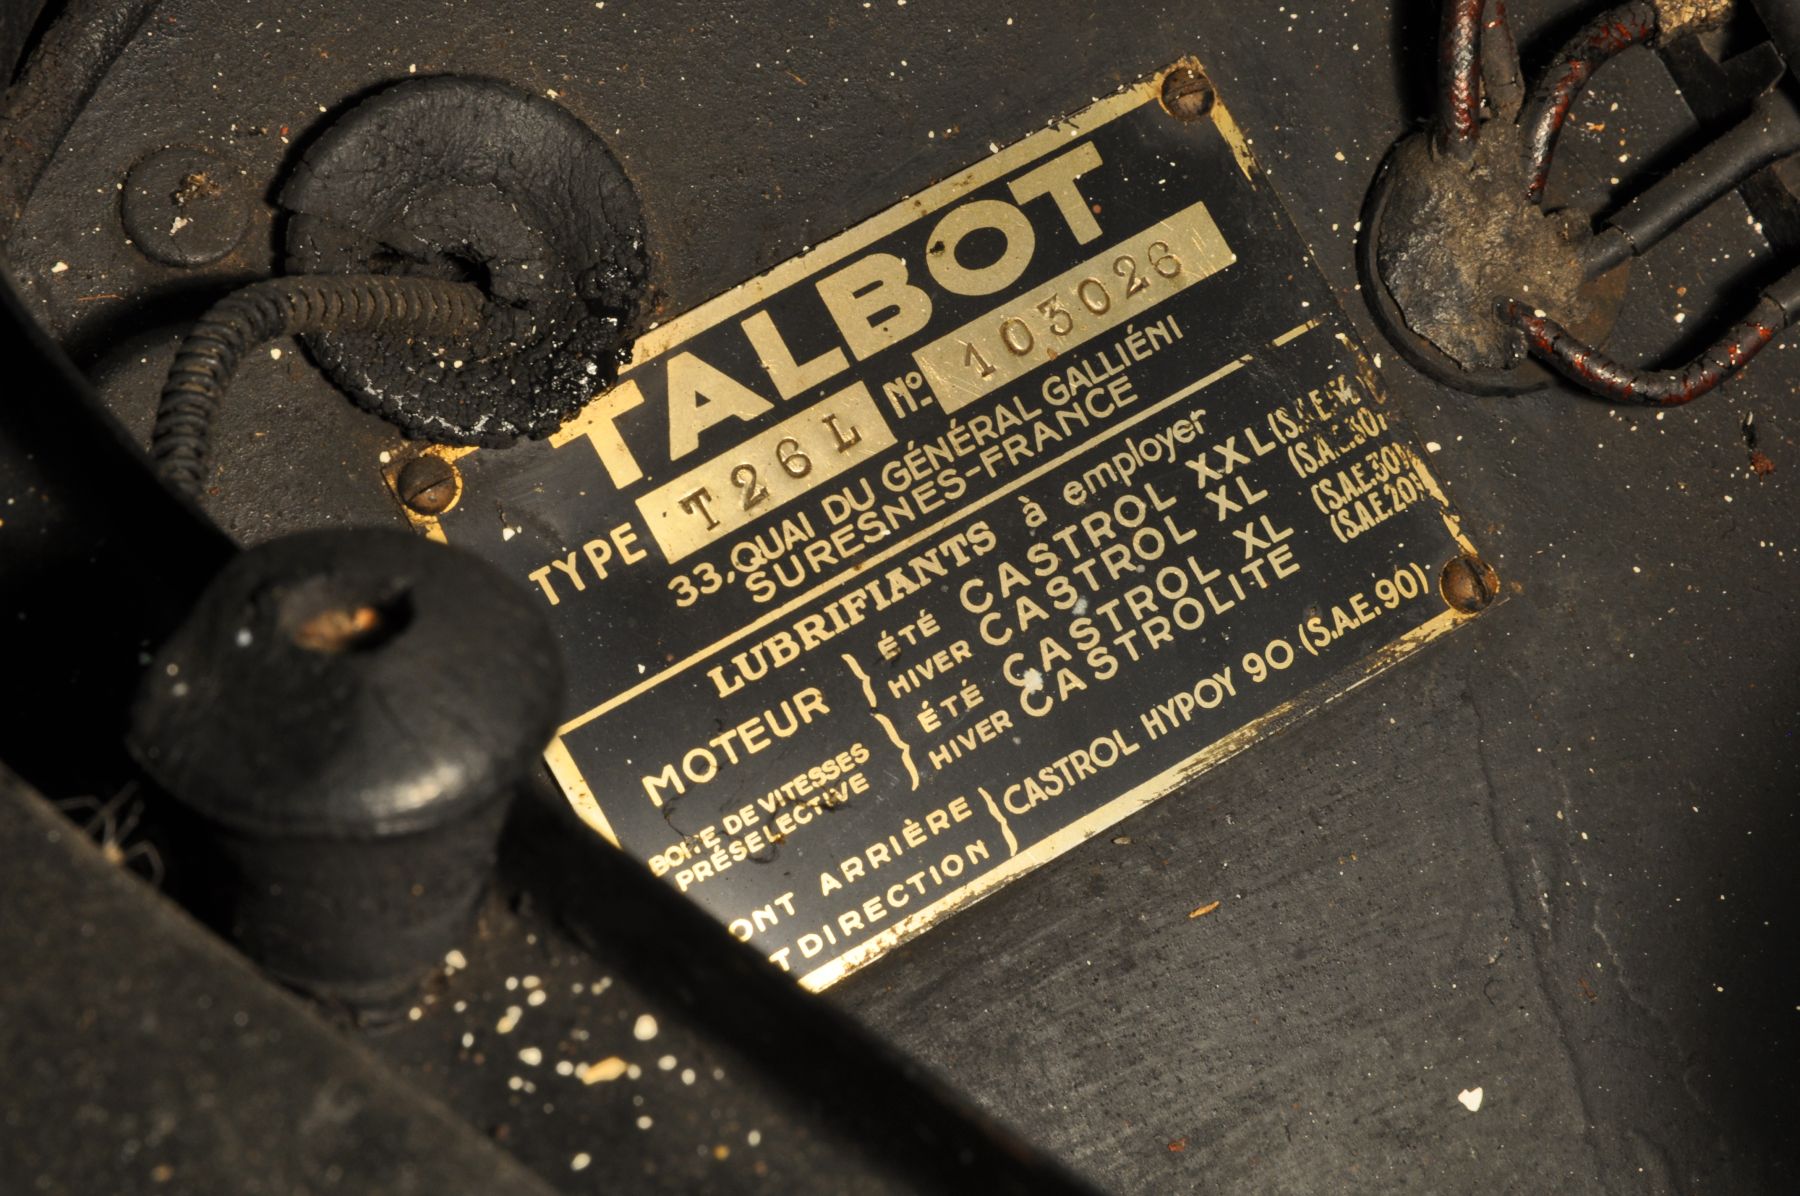 TALBOT
TYPE T26L No 103026
33, QUAI DU GÉNÉRAL GALLIÉNI
SURESNES-FRANCE
LUBRIFIANTS à employer
MOTEUR { ÉTÉ CASTROL XXL
HIVER CASTROL XL (S.A.E.30)
BOITE DE VITESSES PRÉSELECTIVE { ÉTÉ CASTROL XL (S.A.E.30)
HIVER CASTROLITE (S.A.E.20)
ONT ARRIÈRE
T DIRECTION } CASTROL HYPOY 90 (S.A.E.90)